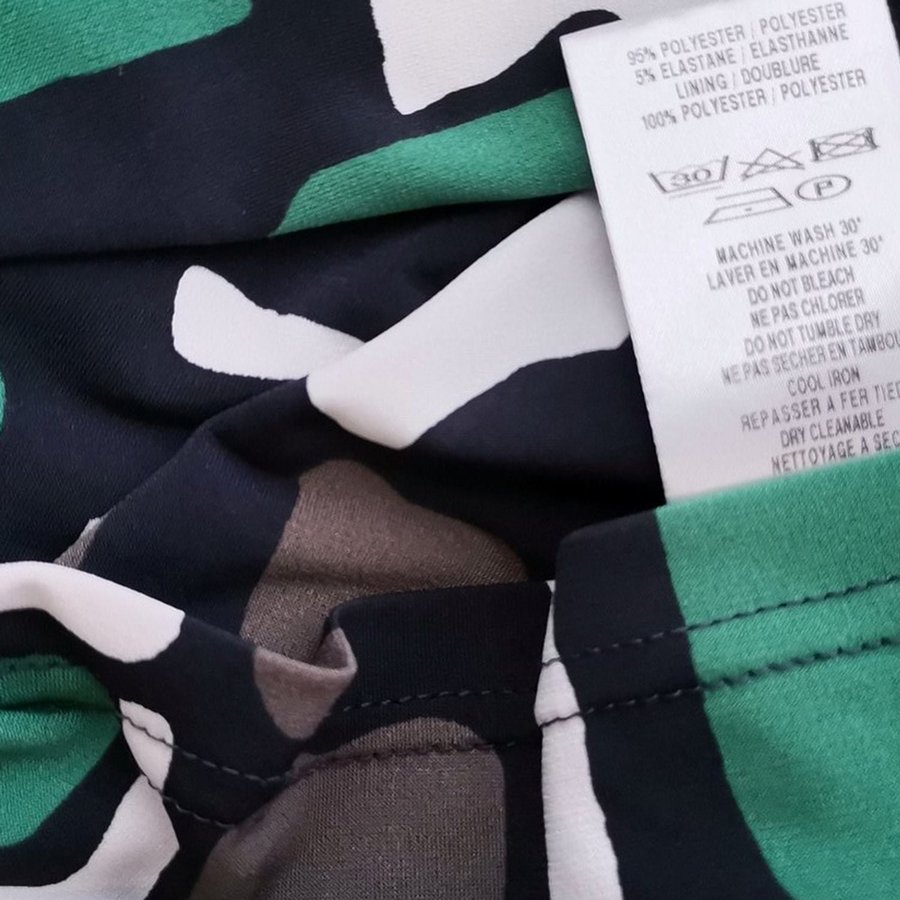 95% POLYESTER / POLYESTER
5% ELASTANE / ELASTHANNE
LINING / DOUBLURE
100% POLYESTER / POLYESTER
30
P
MACHINE WASH 30°
LAVER EN MACHINE 30°
DO NOT BLEACH
NE PAS CHLORER
DO NOT TUMBLE DRY
NE PAS SECHER EN TAMBOU
COOL IRON
REPASSER A FER TIED
DRY CLEANABLE
NETTOYAGE A SEC